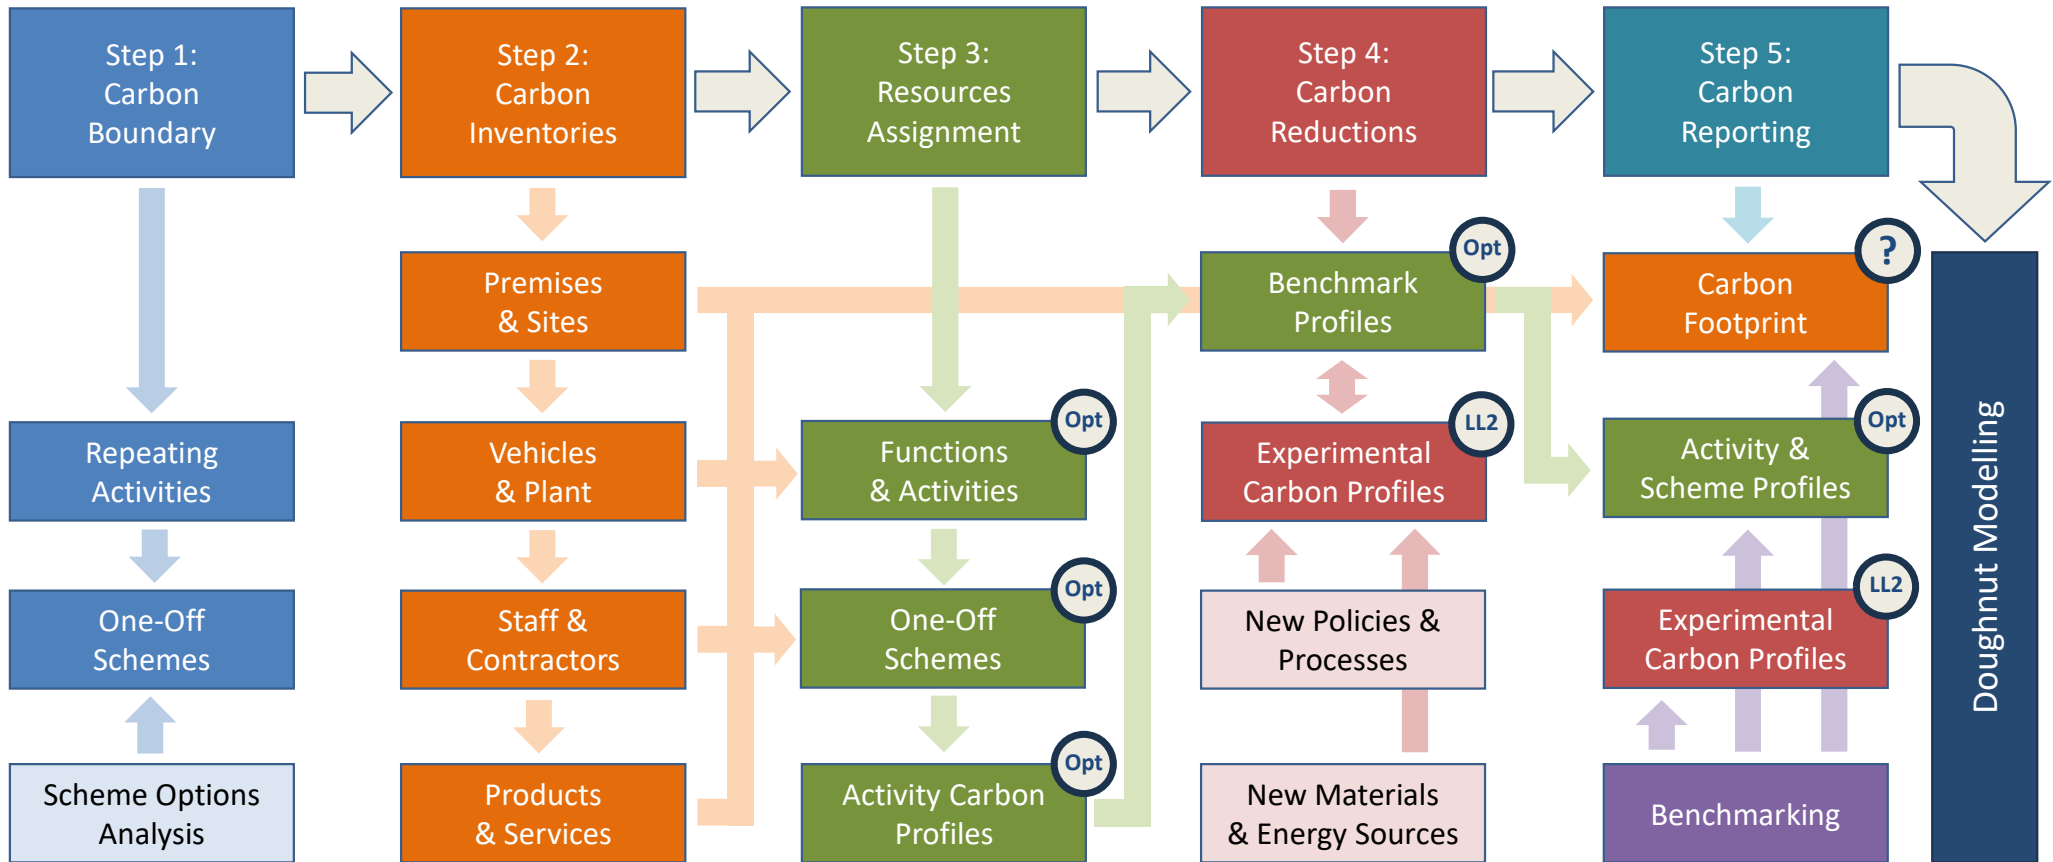 Step 1:
Carbon
Boundary
Step 2:
Carbon
Inventories
Step 3:
Resources
Assignment
Step 4:
Carbon
Reductions
Step 5:
Carbon
Reporting
Premises
& Sites
Opt
Benchmark
Profiles
?
Carbon
Footprint
Repeating
Activities
Vehicles
& Plant
Opt
Functions
& Activities
LL2
Experimental
Carbon Profiles
Opt
Activity &
Scheme Profiles
One-Off
Schemes
Staff &
Contractors
Opt
One-Off
Schemes
New Policies &
Processes
LL2
Experimental
Carbon Profiles
Scheme Options
Analysis
Products
& Services
Opt
Activity Carbon
Profiles
New Materials
& Energy Sources
Benchmarking
Doughnut Modelling